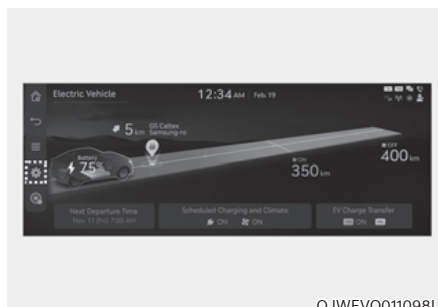 Electric Vehicle
12:34 AM Feb. 19
5 km GS Caltex
Samsung-ro
Battery
75%
ON
350 km
OFF
400 km
Next Departure Time
Nov. 11 (Fri) 7:00 AM
Scheduled Charging and Climate
ON ON
EV Charge Transfer
ON